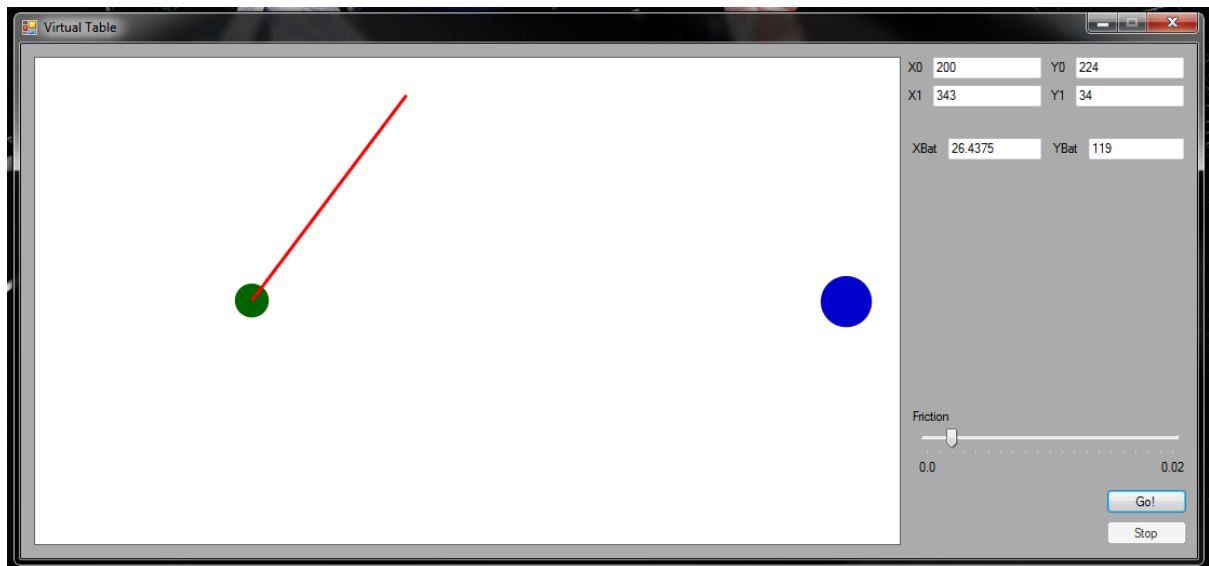 Virtual Table
X0 200 Y0 224
X1 343 Y1 34
XBat 26.4375 YBat 119
Friction
0.0 0.02
Go!
Stop